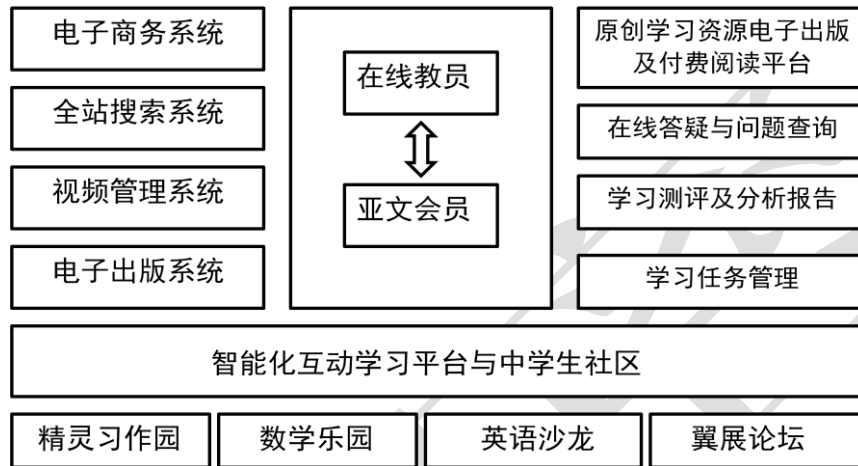 电子商务系统
全站搜索系统
视频管理系统
电子出版系统
在线教员
亚文会员
原创学习资源电子出版
及付费阅读平台
在线答疑与问题查询
学习测评及分析报告
学习任务管理
智能化互动学习平台与中学生社区
精灵习作园
数学乐园
英语沙龙
翼展论坛